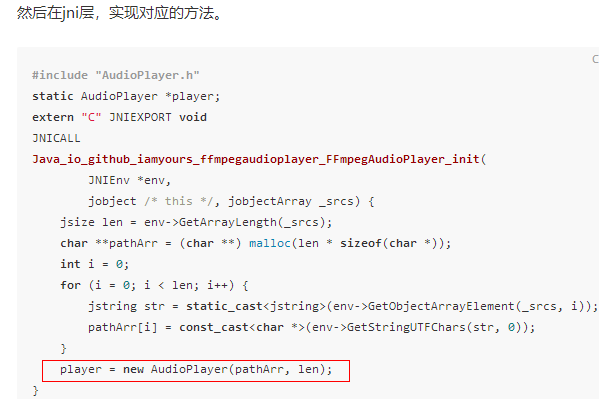 然后在jni层，实现对应的方法。
C
#include "AudioPlayer.h"
static AudioPlayer *player;
extern "C" JNIEXPORT void
JNICALL
Java_io_github_iamyours_ffmpegaudioplayer_FFmpegAudioPlayer_init(
        JNIEnv *env,
        jobject /* this */, jobjectArray _srcs) {
    jsize len = env->GetArrayLength(_srcs);
    char **pathArr = (char **) malloc(len * sizeof(char *));
    int i = 0;
    for (i = 0; i < len; i++) {
        jstring str = static_cast<jstring>(env->GetObjectArrayElement(_srcs, i));
        pathArr[i] = const_cast<char *>(env->GetStringUTFChars(str, 0));
    }
    player = new AudioPlayer(pathArr, len);
}